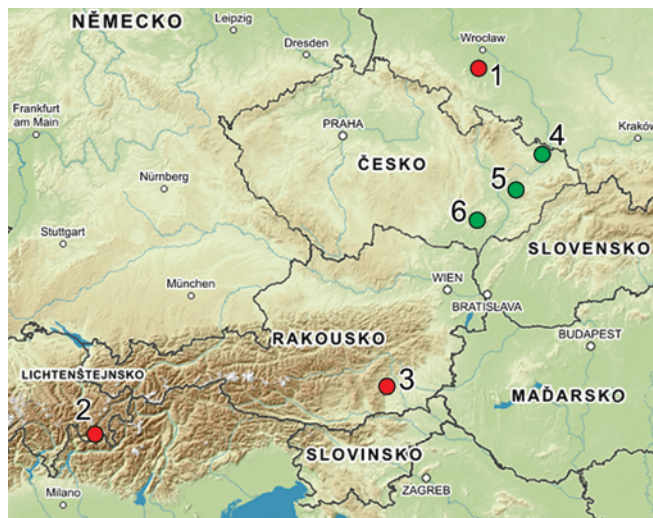 NĚMECKO
Leipzig
Dresden
Wrocław
1
Frankfurt
am Main
PRAHA
4
Kraków
ČESKO
Nürnberg
5
6
Stuttgart
SLOVENSKO
München
WIEN
BRATISLAVA
RAKOUSKO
BUDAPEST
LICHTENŠTEJNSKO
3
MAĎARSKO
2
SLOVINSKO
Milano
ZAGREB